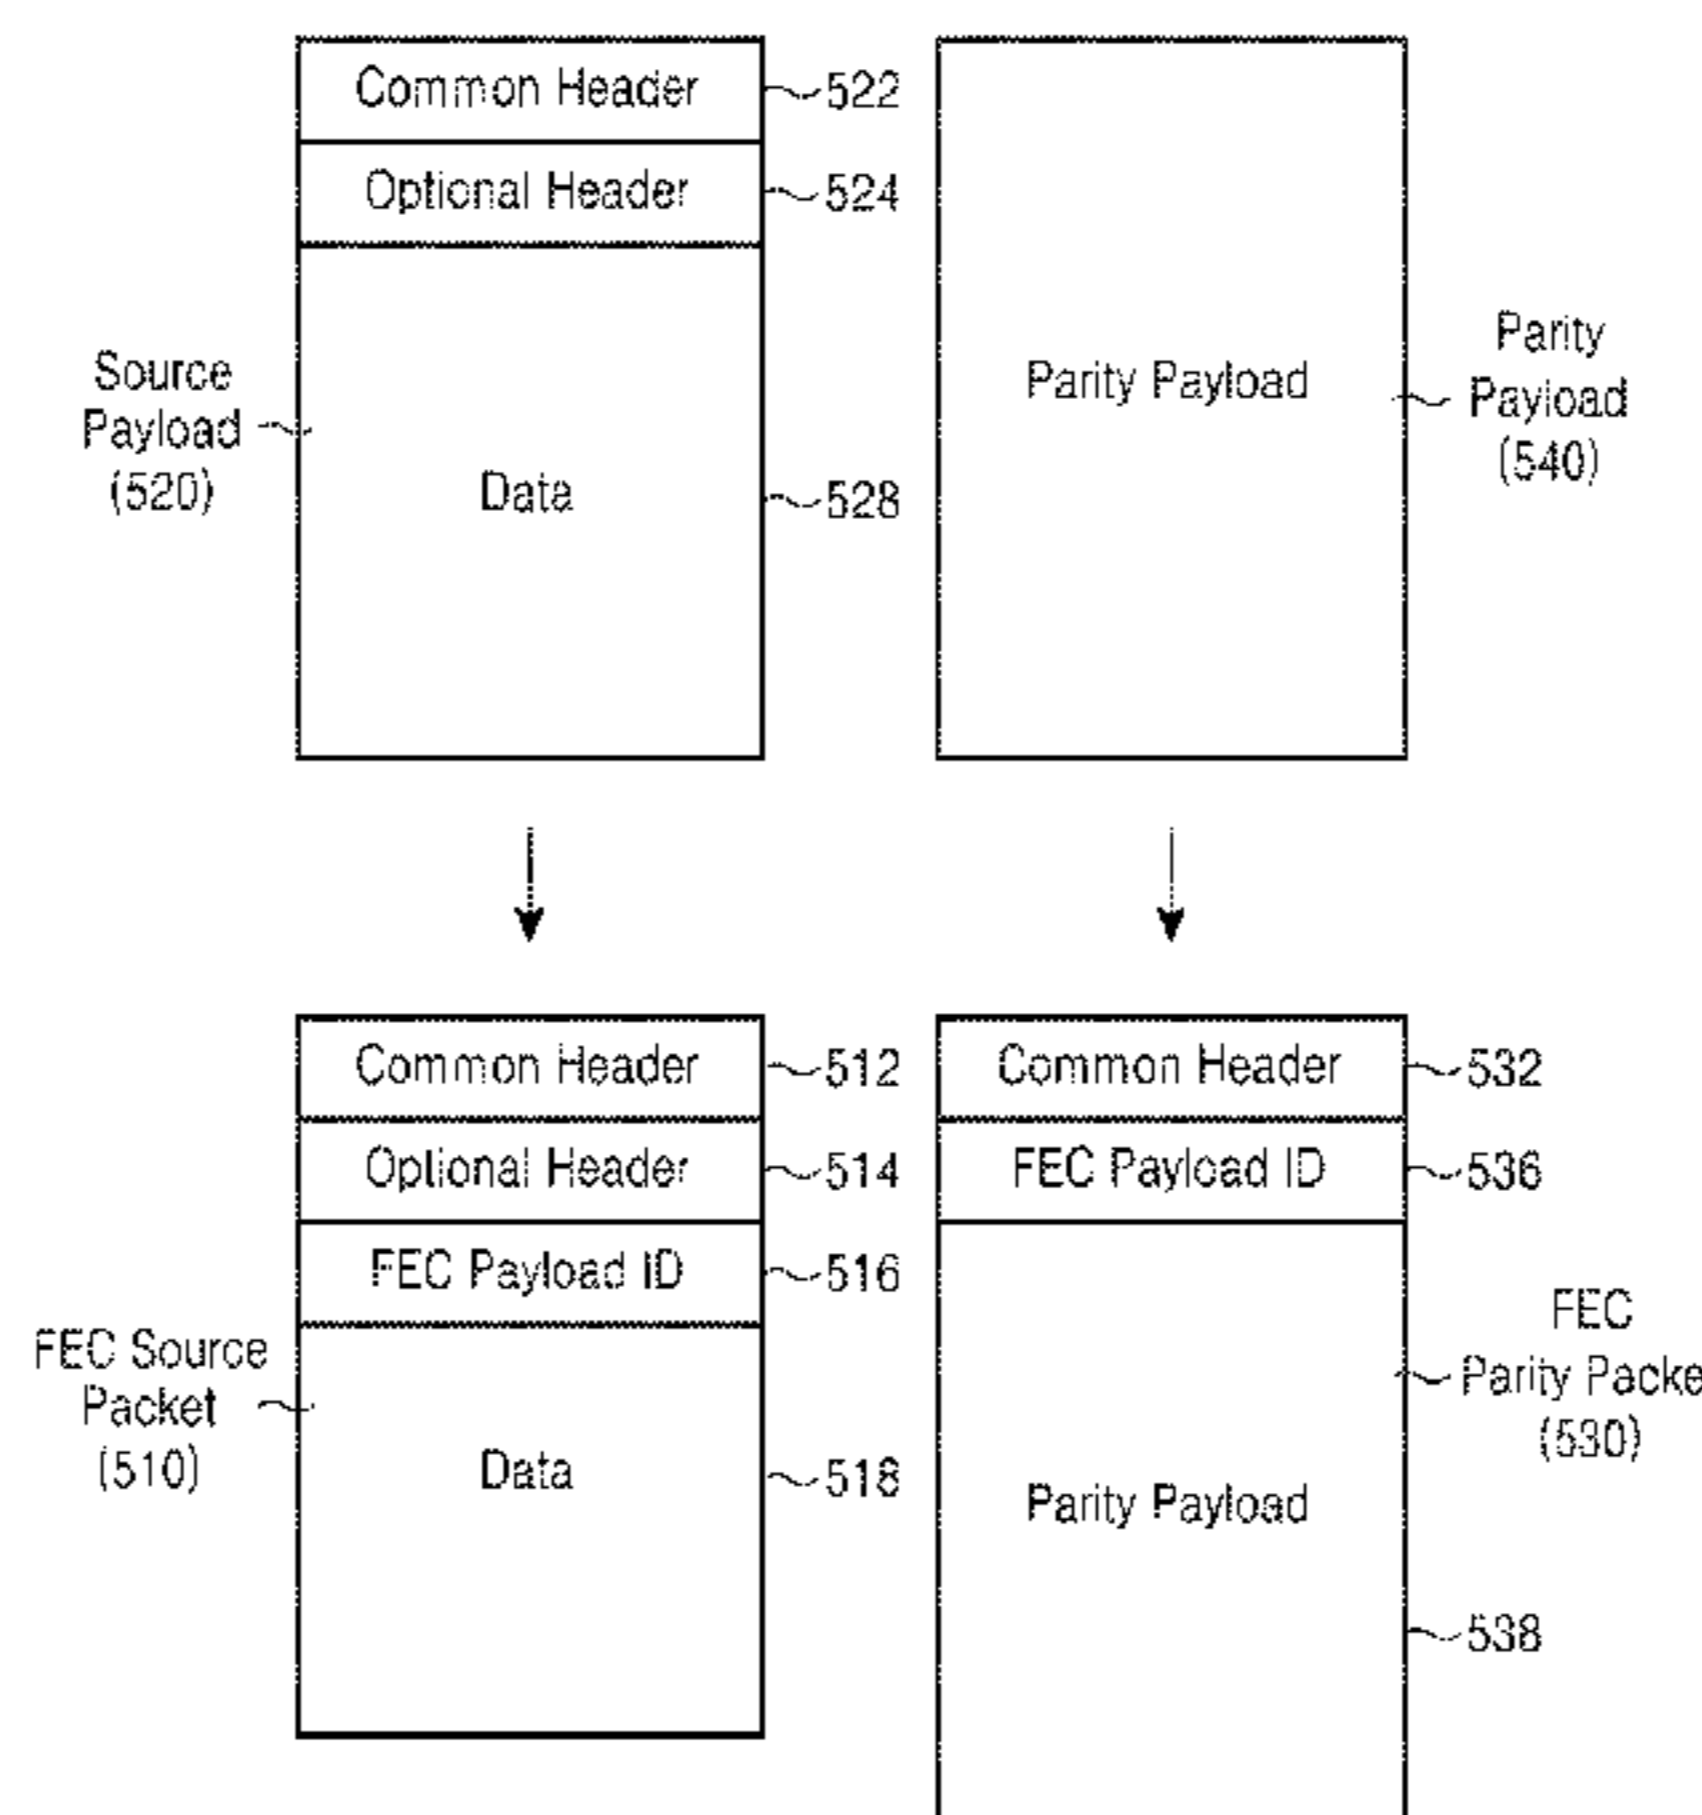 Common Header
522
Optional Header
524
Source
Payload
(520)
Data
528
Parity Payload
Parity
Payload
(540)
Common Header
512
Optional Header
514
FEC Payload ID
516
FEC Source
Packet
(510)
Data
518
Common Header
532
FEC Payload ID
536
FEC
Parity Packe
(530)
Parity Payload
538